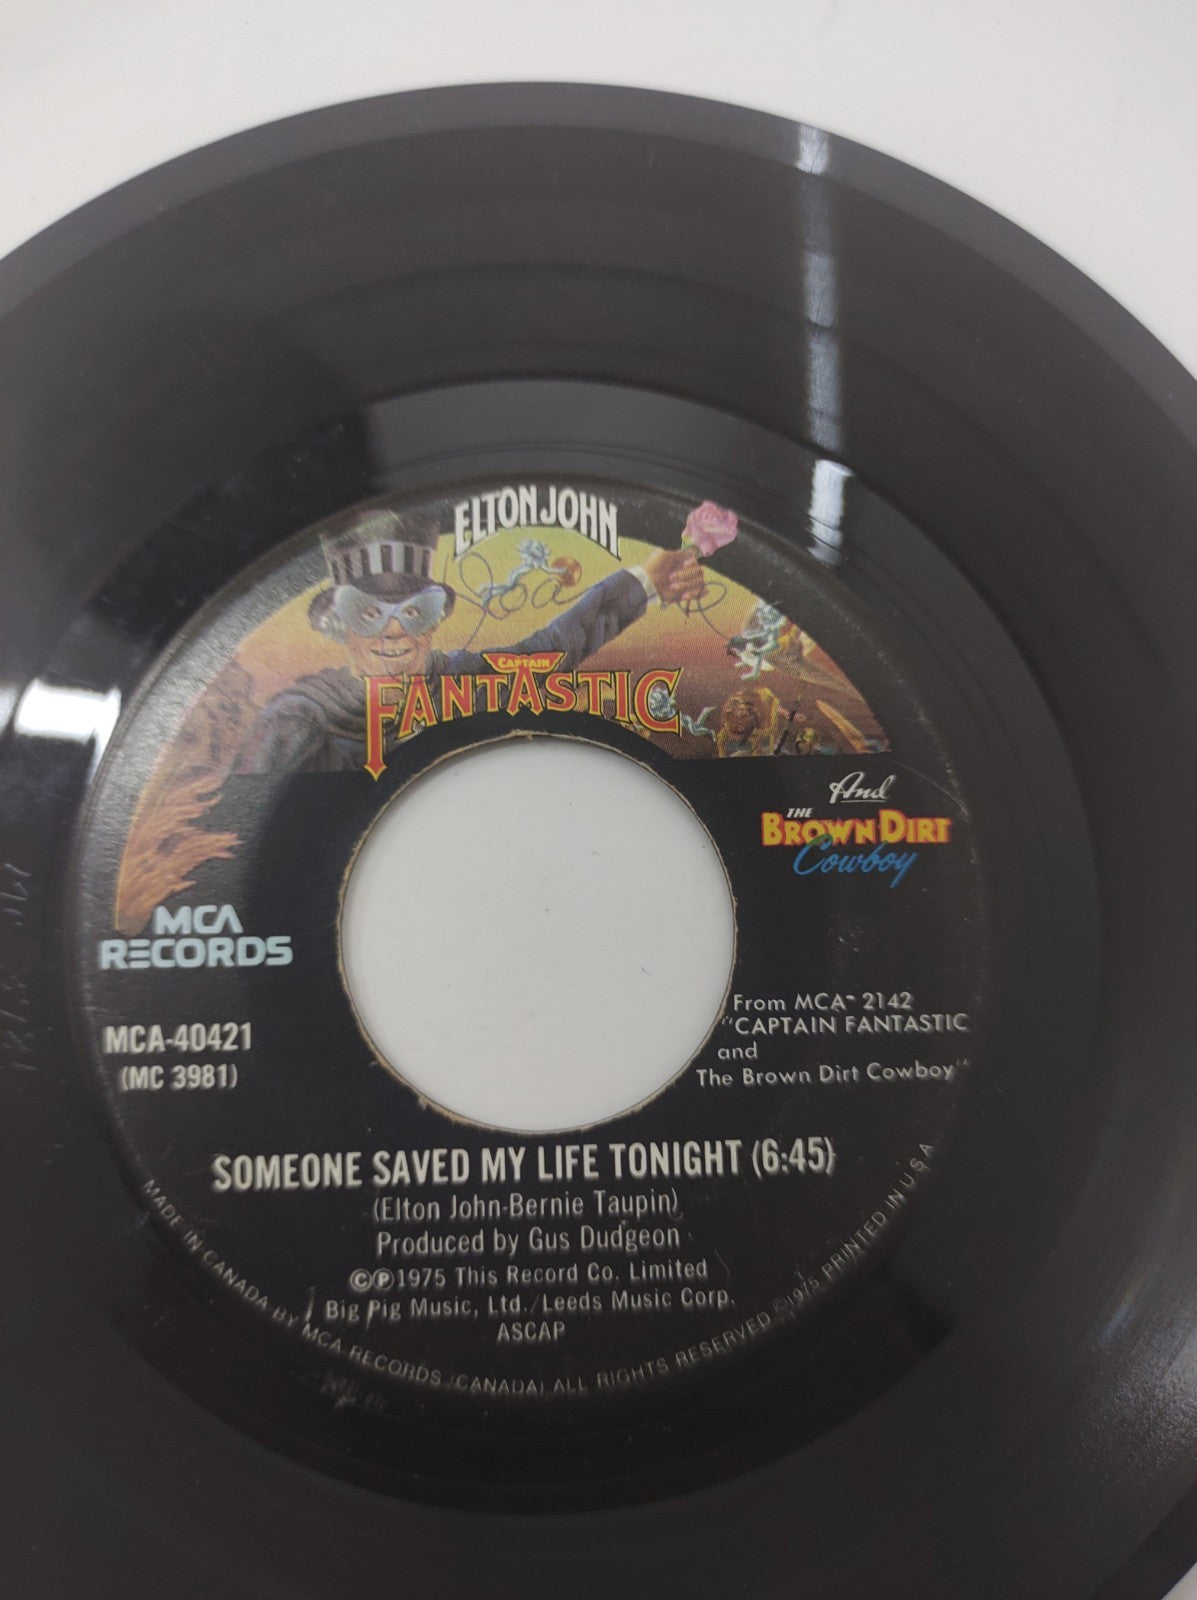 ELTON JOHN
CAPTAIN
FANTASTIC
And
THE
BROWN DIRT
Cowboy
MCA
RECORDS
MCA-40421
(MC 3981)
From MCA- 2142
"CAPTAIN FANTASTIC
and
The Brown Dirt Cowboy"
SOMEONE SAVED MY LIFE TONIGHT (6:45)
(Elton John-Bernie Taupin)
Produced by Gus Dudgeon
©℗1975 This Record Co. Limited
Big Pig Music, Ltd./Leeds Music Corp.
ASCAP
MADE IN CANADA BY MCA RECORDS (CANADA) ALL RIGHTS RESERVED ©1975 PRINTED IN U.S.A